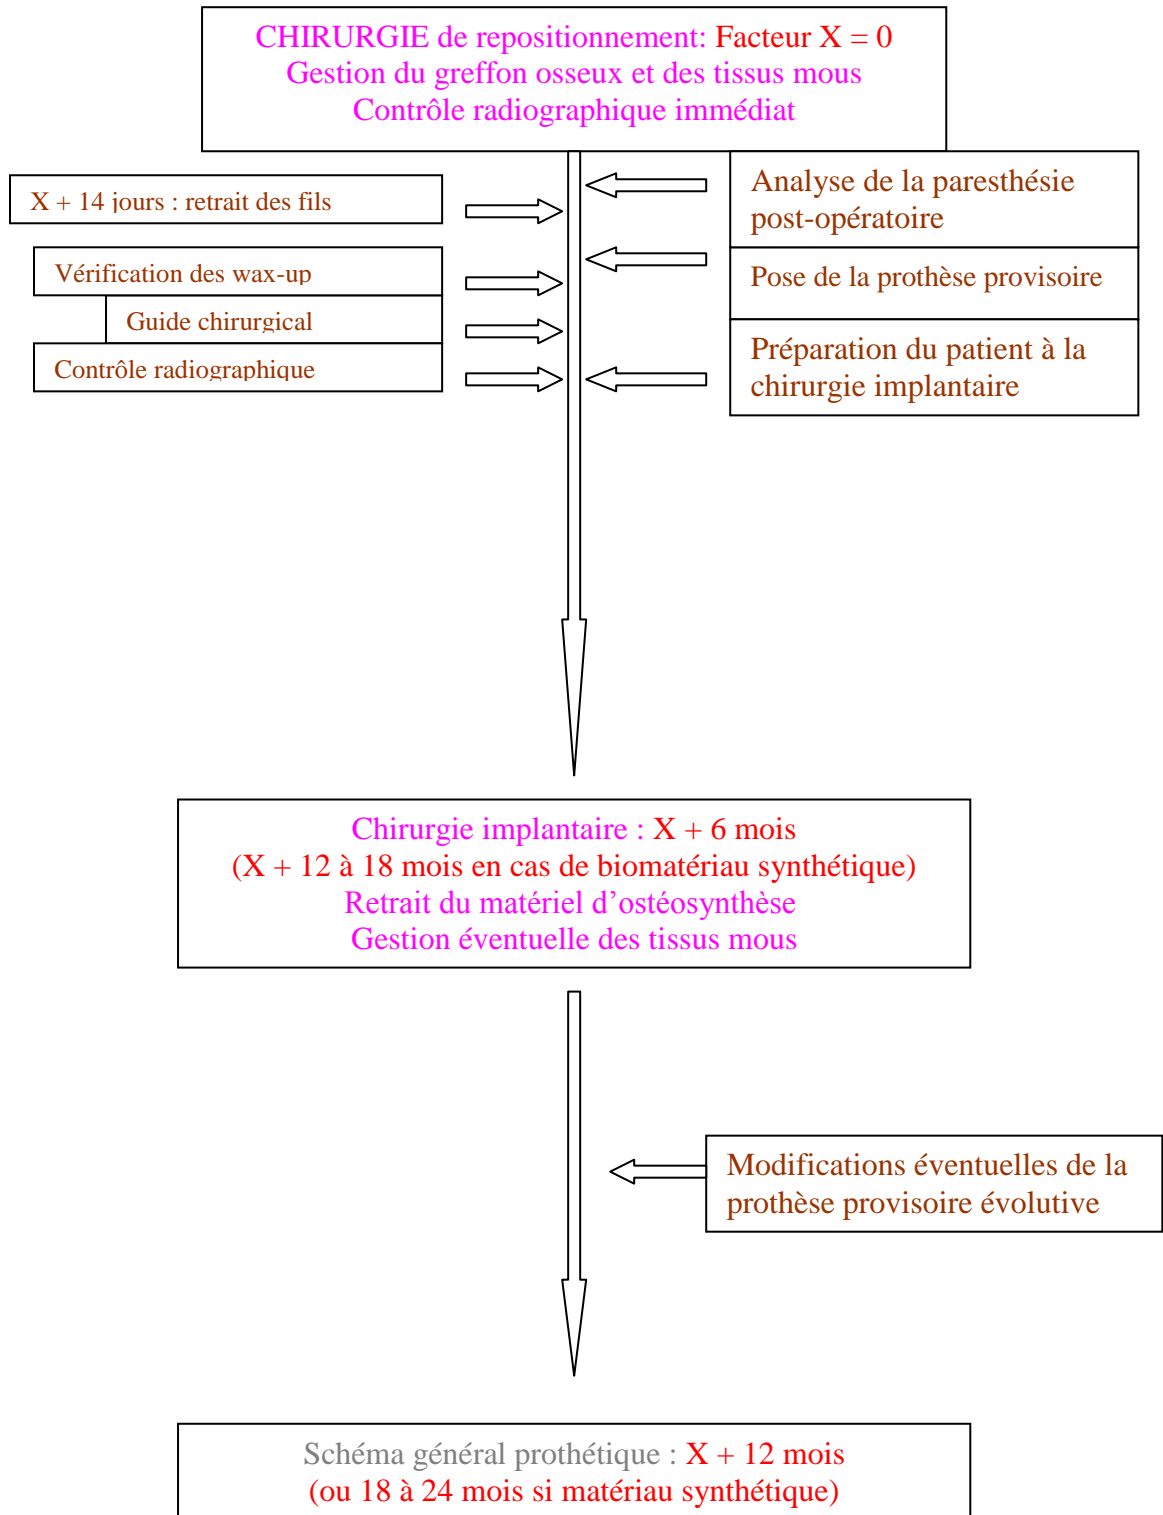 CHIRURGIE de repositionnement: Facteur X = 0
Gestion du greffon osseux et des tissus mous
Contrôle radiographique immédiat
Analyse de la paresthésie
post-opératoire
X + 14 jours : retrait des fils
Vérification des wax-up
Pose de la prothèse provisoire
Guide chirurgical
Préparation du patient à la
chirurgie implantaire
Contrôle radiographique
Chirurgie implantaire : X + 6 mois
(X + 12 à 18 mois en cas de biomatériau synthétique)
Retrait du matériel d’ostéosynthèse
Gestion éventuelle des tissus mous
Modifications éventuelles de la
prothèse provisoire évolutive
Schéma général prothétique : X + 12 mois
(ou 18 à 24 mois si matériau synthétique)